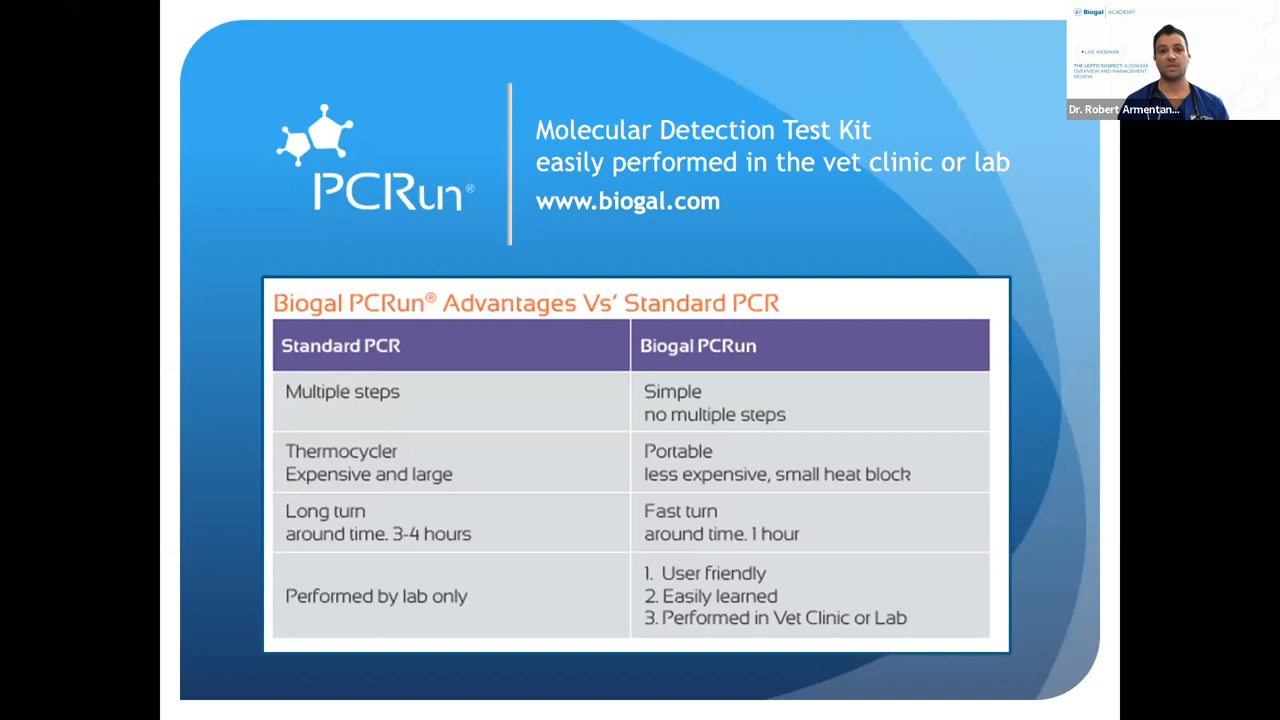 PCRun®
Molecular Detection Test Kit
easily performed in the vet clinic or lab
www.biogal.com
Biogal PCRun® Advantages Vs' Standard PCR
Standard PCR
Biogal PCRun
Multiple steps
Simple
no multiple steps
Thermocycler
Expensive and large
Portable
less expensive, small heat block
Long turn
around time. 3-4 hours
Fast turn
around time. 1 hour
Performed by lab only
1. User friendly
2. Easily learned
3. Performed in Vet Clinic or Lab
Biogal ACADEMY
LIVE WEBINAR
THE LEPTO SUSPECT: A DISEASE
OVERVIEW AND MANAGEMENT
REVIEW
Dr. Robert Armentan...